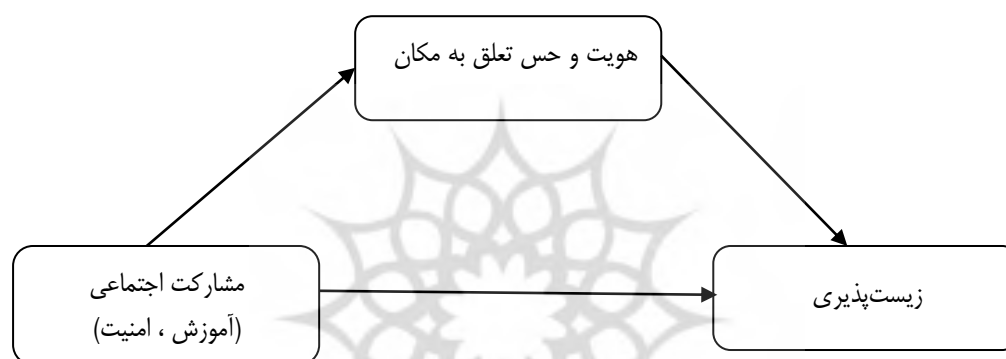 هویت و حس تعلق به مکان
مشارکت اجتماعی
(آموزش ، امنیت)
زیست‌پذیری